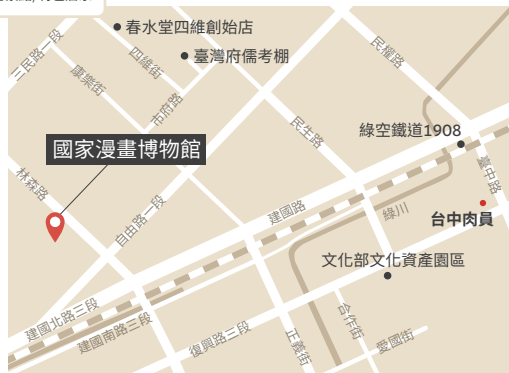 春水堂四維創始店
臺灣府儒考棚
三民路一段
四維街
康樂街
市府路
民權路
民生路
綠空鐵道1908
國家漫畫博物館
臺中路
林森路
自由路一段
建國路
綠川
台中肉員
文化部文化資產園區
建國北路三段
建國南路三段
復興路三段
正義街
合作街
愛國街